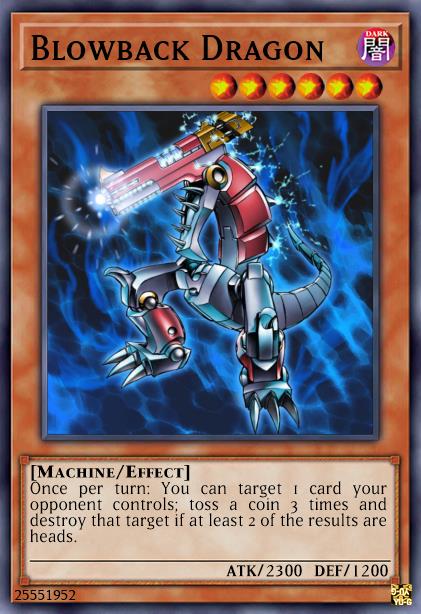 Blowback Dragon
DARK
闇
[Machine/Effect]
Once per turn: You can target 1 card your
opponent controls; toss a coin 3 times and
destroy that target if at least 2 of the results are
heads.
ATK/2300 DEF/1200
25551952